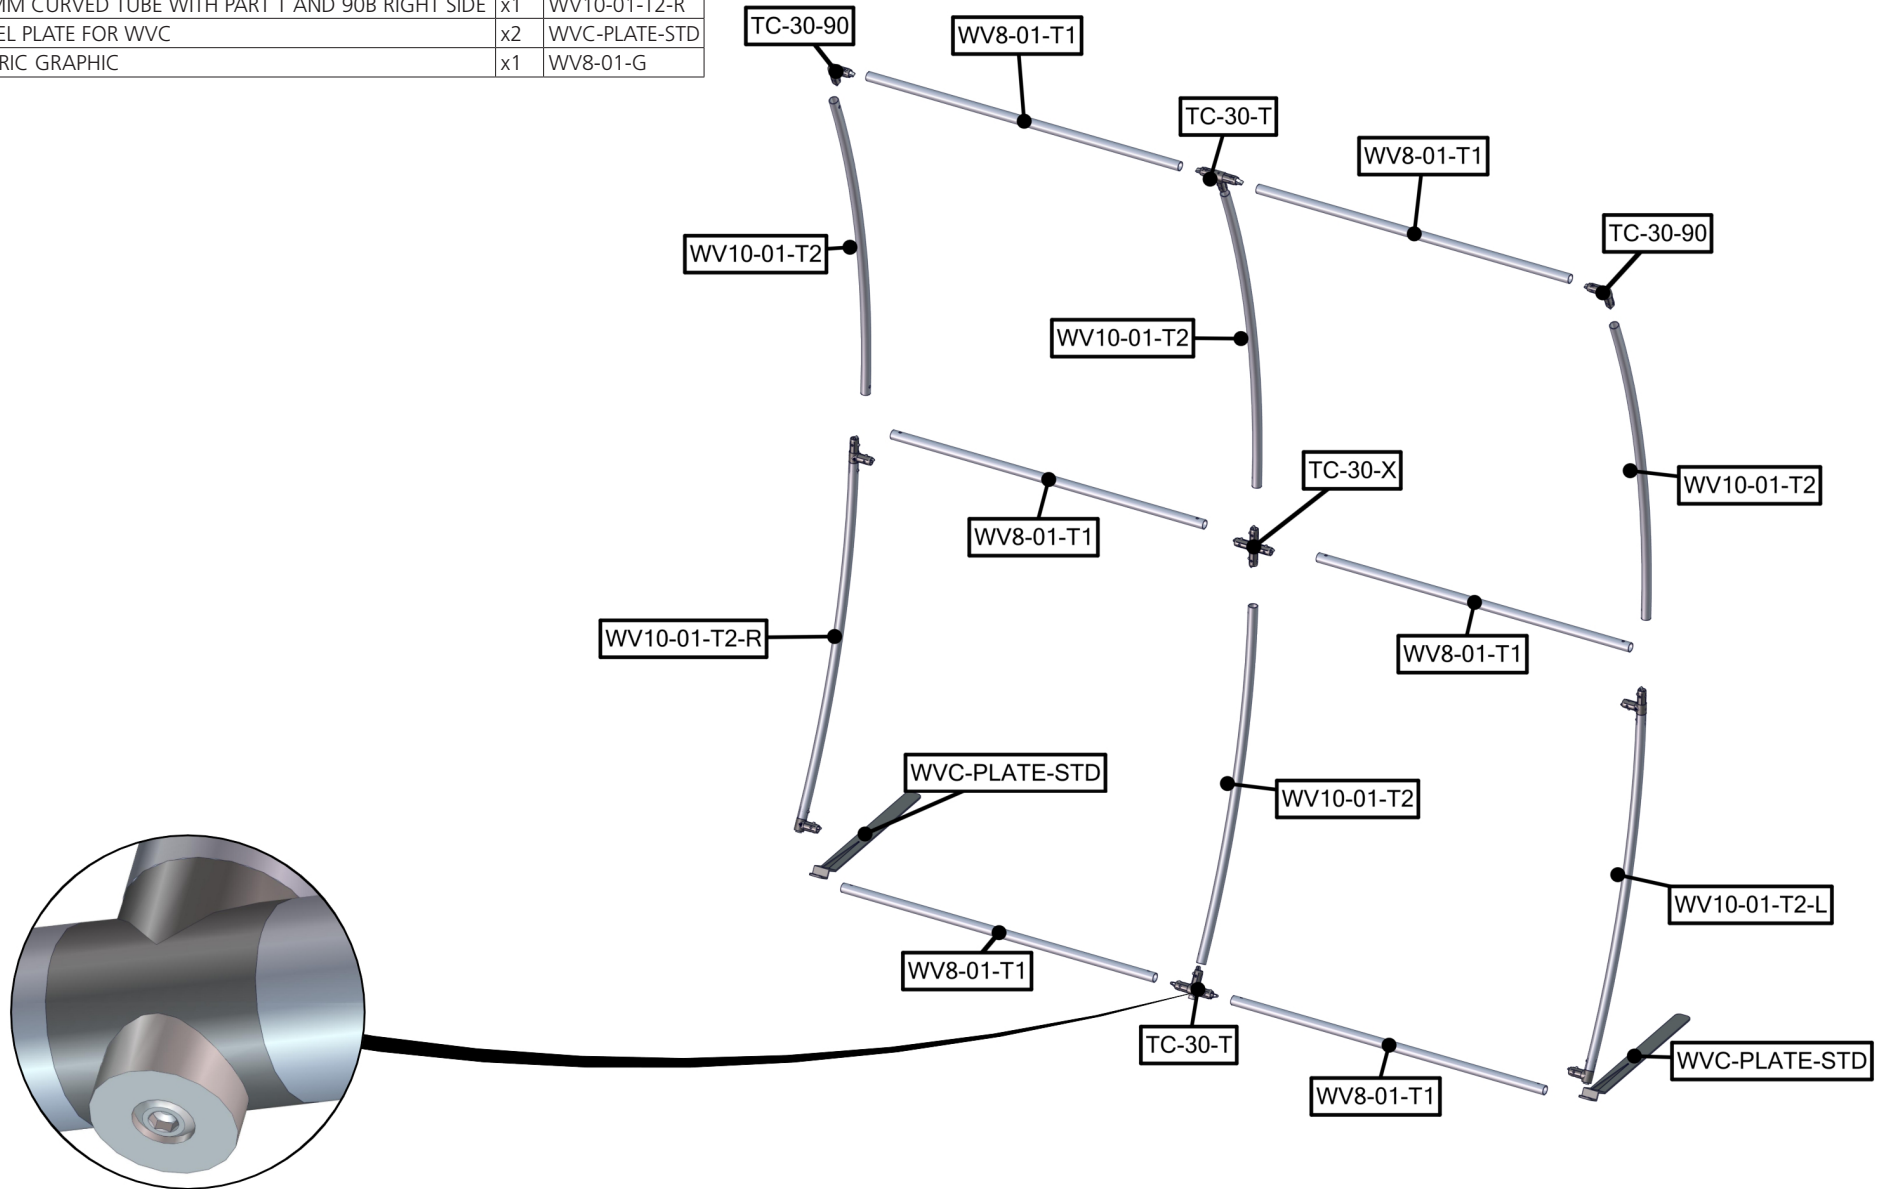 CURVED TUBE WITH PART T AND 90B RIGHT SIDE x1 WV10-01-T2-R
PLATE FOR WVC x2 WVC-PLATE-STD
GRAPHIC x1 WV8-01-G
TC-30-90
WV8-01-T1
TC-30-T
WV8-01-T1
TC-30-90
WV10-01-T2
WV10-01-T2
TC-30-X
WV10-01-T2
WV8-01-T1
WV10-01-T2-R
WV8-01-T1
WVC-PLATE-STD
WV10-01-T2
WV10-01-T2-L
WV8-01-T1
TC-30-T
WVC-PLATE-STD
WV8-01-T1